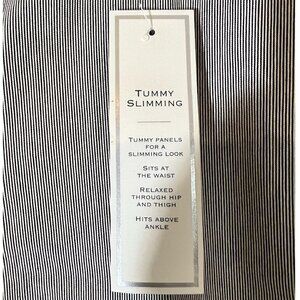 TUMMY
SLIMMING
TUMMY PANELS
FOR A
SLIMMING LOOK
SITS AT
THE WAIST
RELAXED
THROUGH HIP
AND THIGH
HITS ABOVE
ANKLE